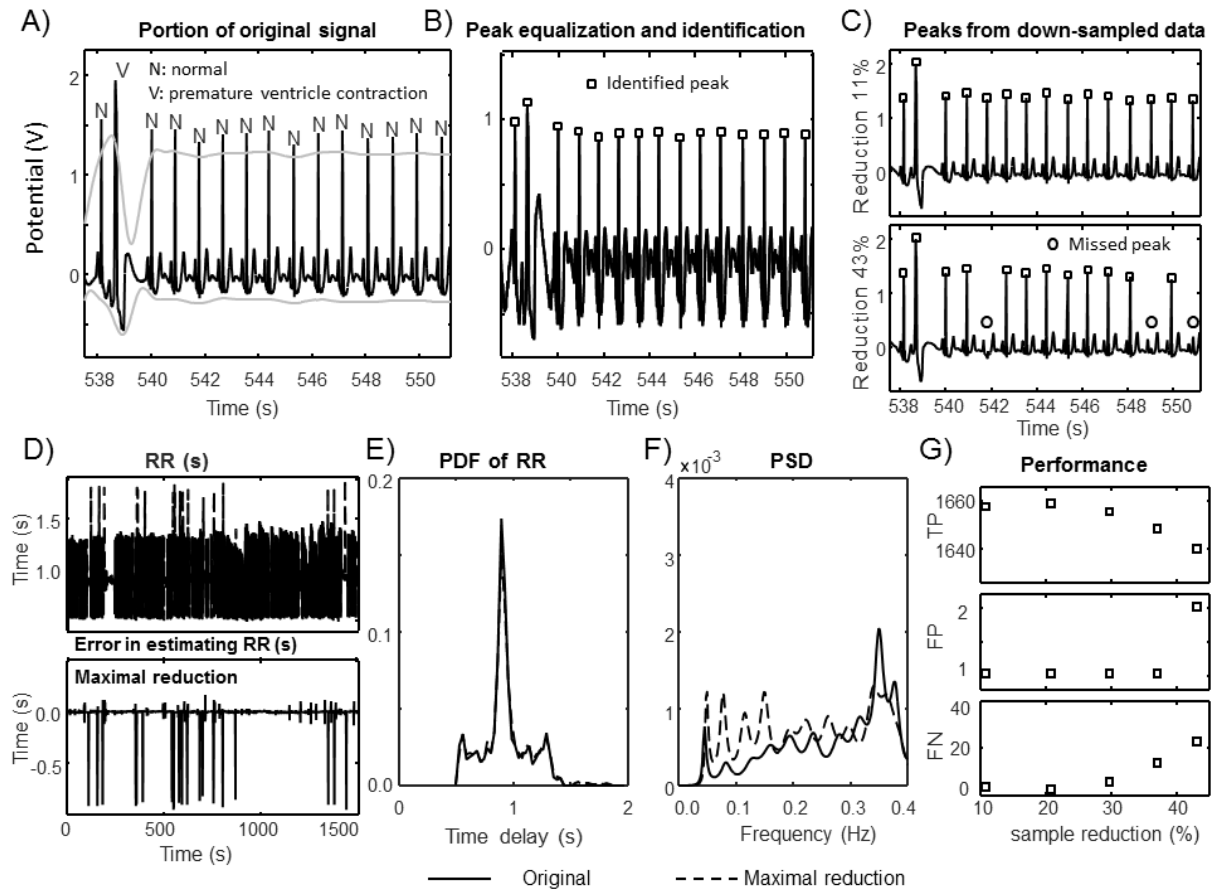 A)
Portion of original signal
N: normal
V: premature ventricle contraction
V
N N N N N N N N N N N N N N
Potential (V)
2
1
0
538 540 542 544 546 548 550
Time (s)
B)
Peak equalization and identification
Identified peak
1
0
538 540 542 544 546 548 550
Time (s)
C)
Peaks from down-sampled data
Reduction 11%
2
1
0
Missed peak
Reduction 43%
2
1
0
538 540 542 544 546 548 550
Time (s)
D)
RR (s)
Time (s)
1.5
1.0
Error in estimating RR (s)
Maximal reduction
Time (s)
0.0
-0.5
0 500 1000 1500
Time (s)
E)
PDF of RR
0.2
0.1
0.0
0 1 2
Time delay (s)
F)
PSD
×10⁻³
4
3
2
1
0
0.0 0.1 0.2 0.3 0.4
Frequency (Hz)
G)
Performance
TP
1660
1640
FP
2
1
FN
40
20
0
10 20 30 40
sample reduction (%)
Original
Maximal reduction